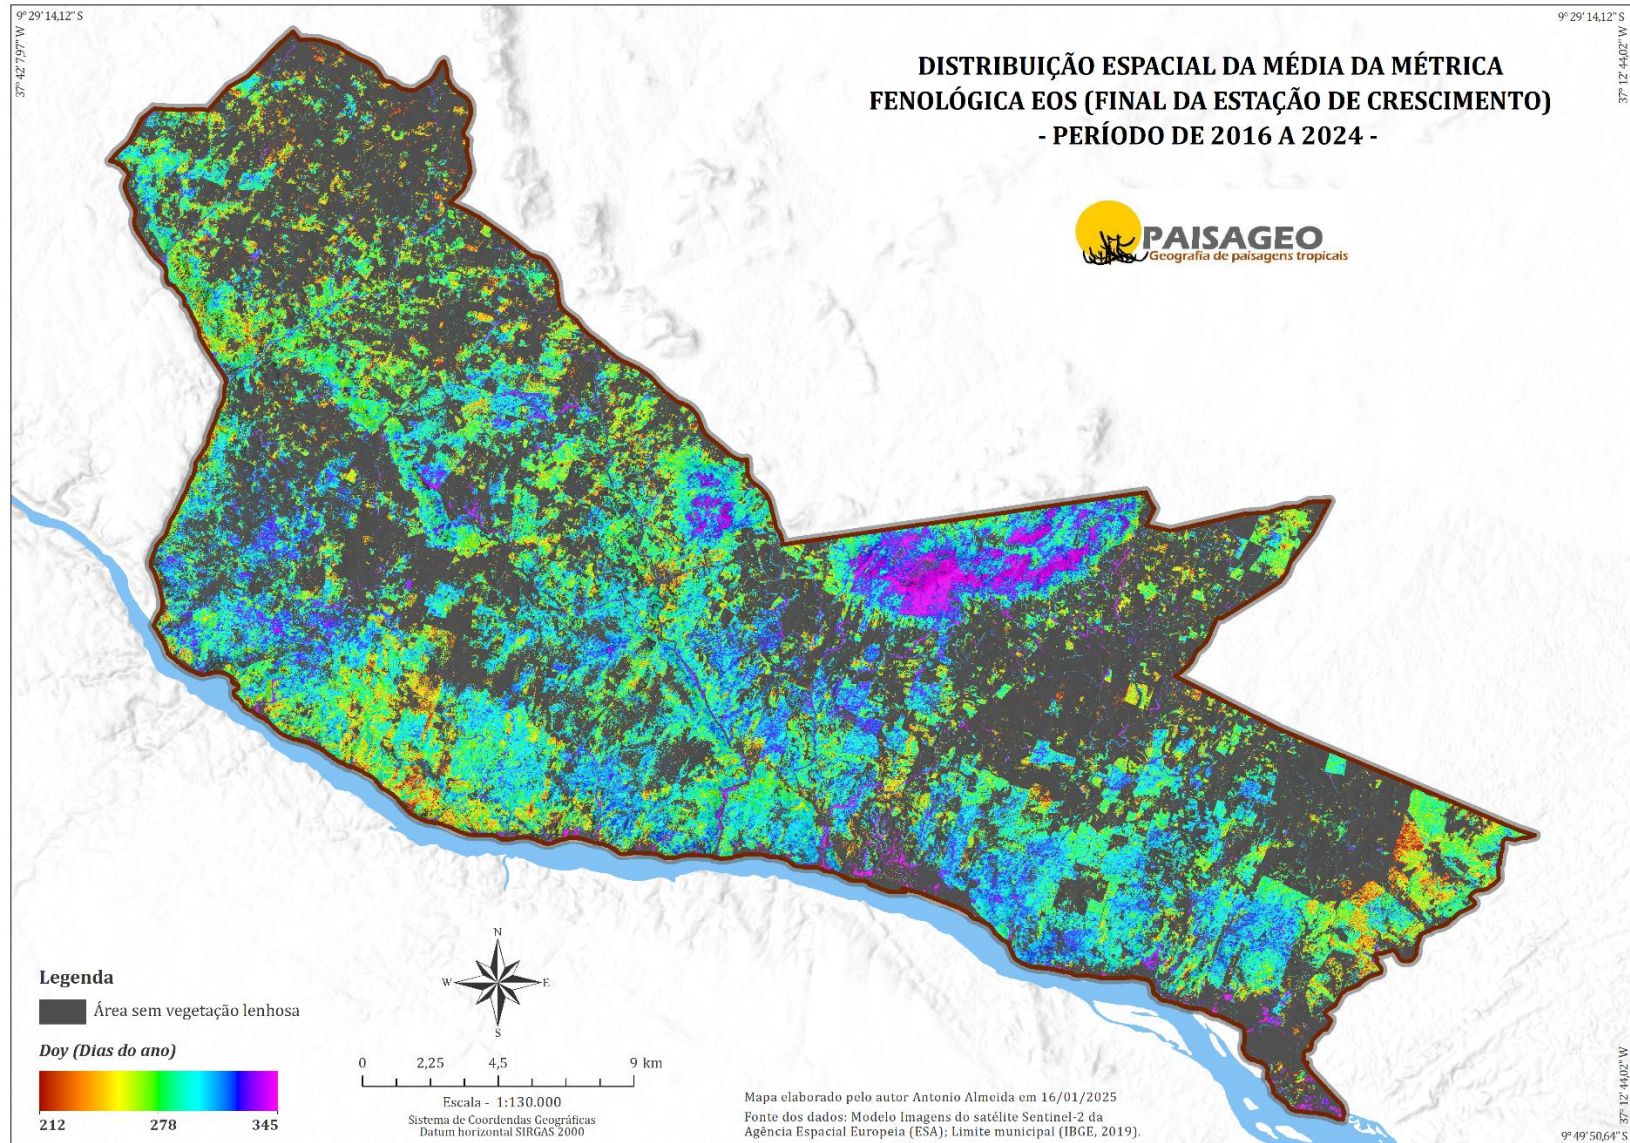 9° 29' 14,12" S
9° 29' 14,12" S
37° 42' 7,97" W
37° 12' 44,02" W
DISTRIBUIÇÃO ESPACIAL DA MÉDIA DA MÉTRICA
FENOLÓGICA EOS (FINAL DA ESTAÇÃO DE CRESCIMENTO)
- PERÍODO DE 2016 A 2024 -
PAISAGEO
Geografia de paisagens tropicais
Legenda
Área sem vegetação lenhosa
Doy (Dias do ano)
212 278 345
N
W E
S
0 2,25 4,5 9 km
Escala - 1:130.000
Sistema de Coordendas Geográficas
Datum horizontal SIRGAS 2000
Mapa elaborado pelo autor Antonio Almeida em 16/01/2025
Fonte dos dados: Modelo Imagens do satélite Sentinel-2 da
Agência Espacial Europeia (ESA); Limite municipal (IBGE, 2019).
37° 12' 44,02" W
9° 49' 50,64" S